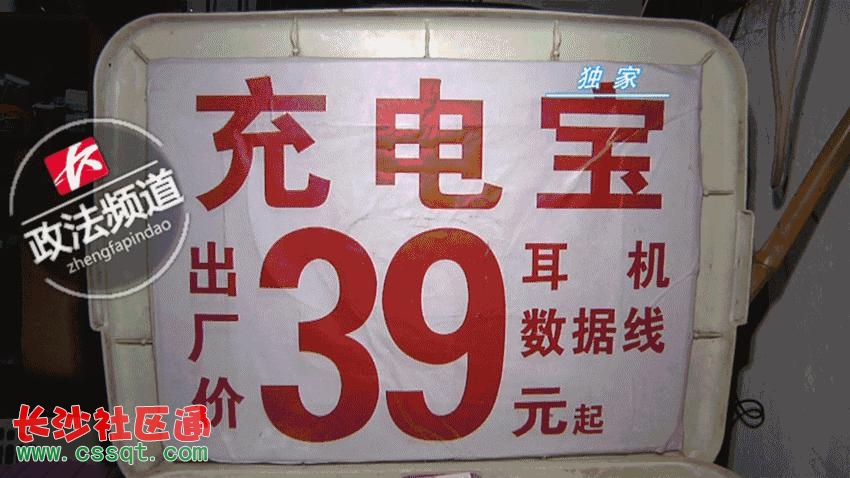 独家
充电宝
政法频道
zhengfapindao
出厂价
39
耳机
数据线
元起
长沙社区通
www.cssqt.com